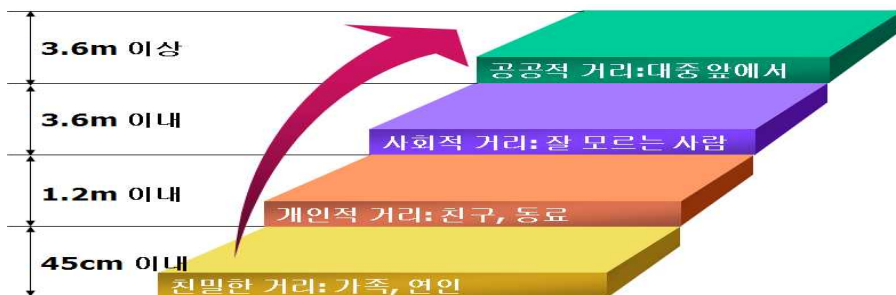 3.6m 이상
공공적 거리:대중 앞에서
3.6m 이내
사회적 거리: 잘 모르는 사람
1.2m 이내
개인적 거리: 친구, 동료
45cm 이내
친밀한 거리: 가족, 연인